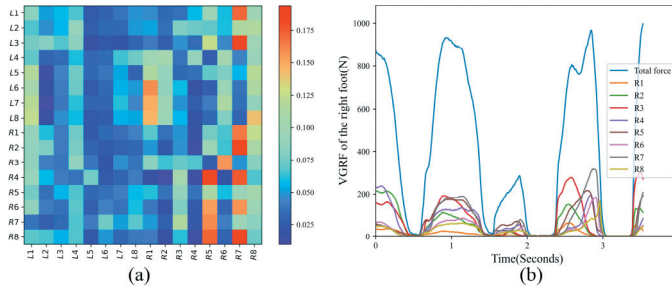 L1
L2
L3
L4
L5
L6
L7
L8
R1
R2
R3
R4
R5
R6
R7
R8
L1 L2 L3 L4 L5 L6 L7 L8 R1 R2 R3 R4 R5 R6 R7 R8
0.175
0.150
0.125
0.100
0.075
0.050
0.025
(a)
VGRF of the right foot(N)
1000
800
600
400
200
0
0 1 2 3
Time(Seconds)
Total force
R1
R2
R3
R4
R5
R6
R7
R8
(b)